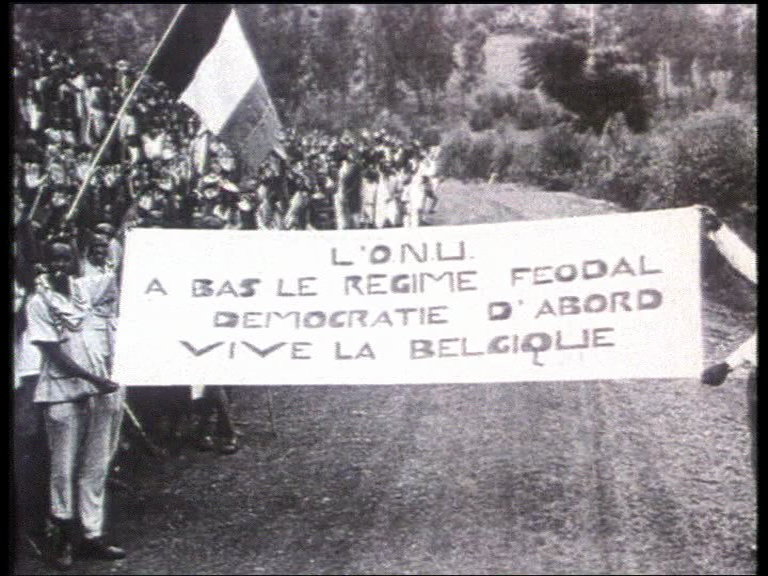 L'O.N.U.
A BAS LE REGIME FEODAL
DEMOCRATIE D'ABORD
VIVE LA BELGIQUE